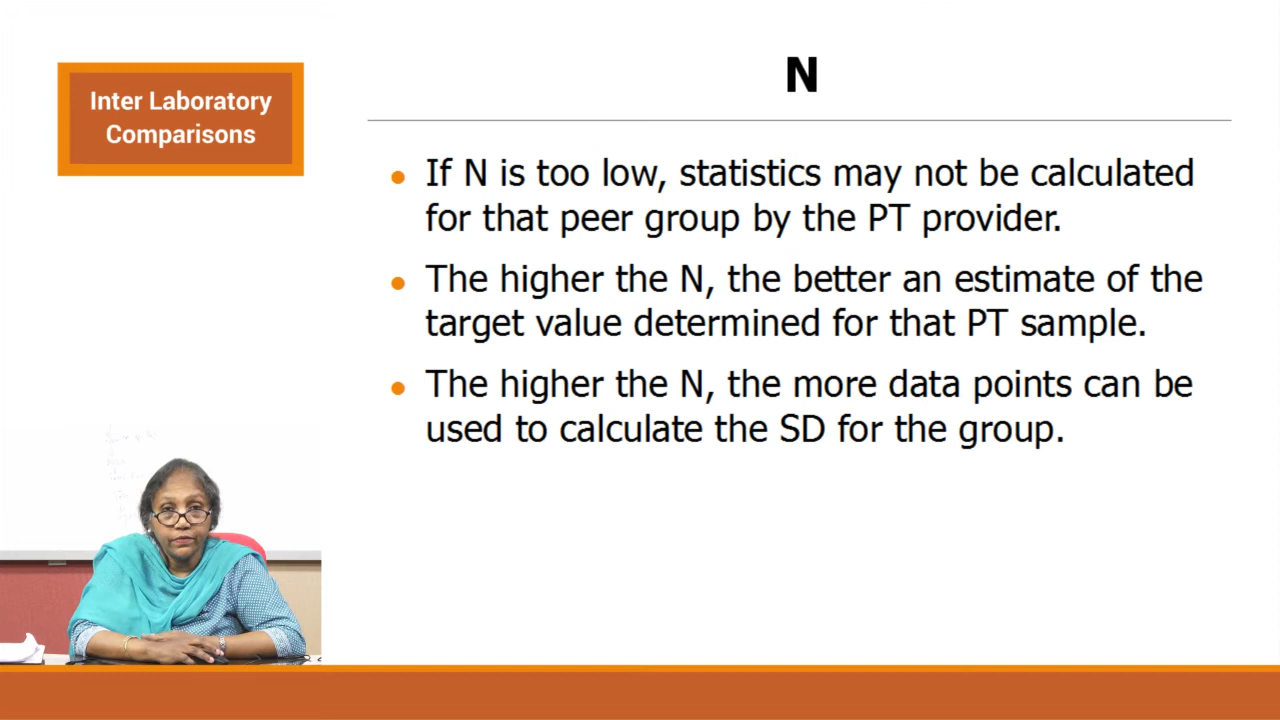 Inter Laboratory
Comparisons
N
If N is too low, statistics may not be calculated
for that peer group by the PT provider.
The higher the N, the better an estimate of the
target value determined for that PT sample.
The higher the N, the more data points can be
used to calculate the SD for the group.